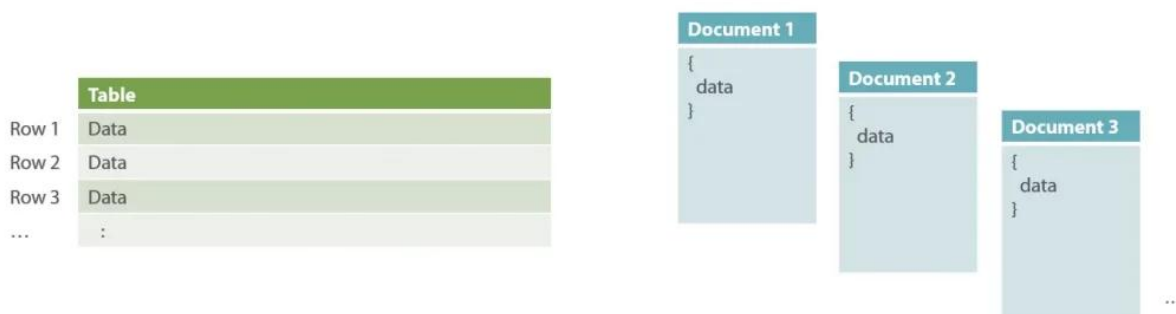 Table
Row 1 Data
Row 2 Data
Row 3 Data
... :
Document 1
{
data
}
Document 2
{
data
}
Document 3
{
data
}
...